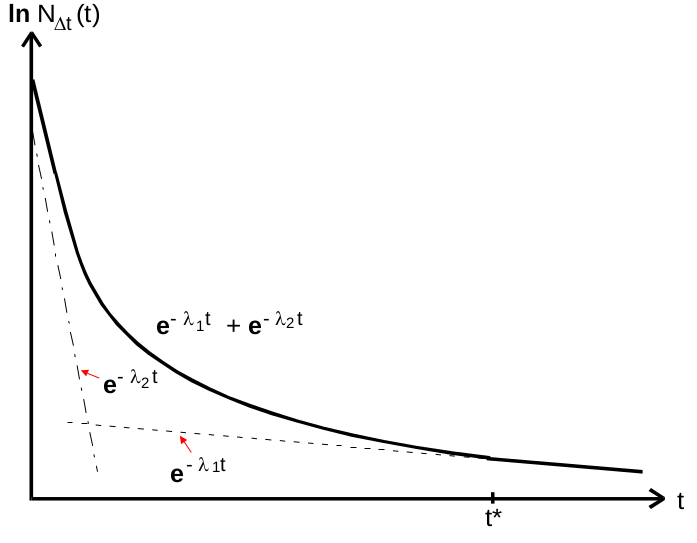 ln N_Δt (t)
e^- λ₁t + e^- λ₂t
e^- λ₂t
e^- λ₁t
t
t*